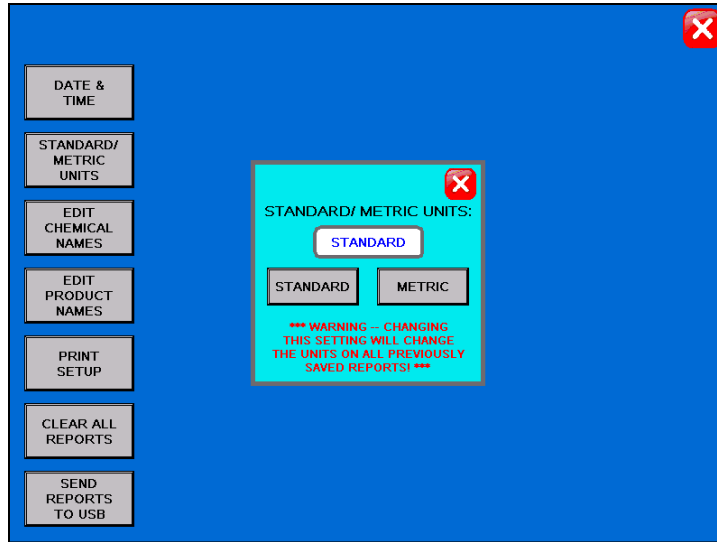 DATE &
TIME
STANDARD/
METRIC
UNITS
EDIT
CHEMICAL
NAMES
EDIT
PRODUCT
NAMES
PRINT
SETUP
CLEAR ALL
REPORTS
SEND
REPORTS
TO USB
STANDARD/ METRIC UNITS:
STANDARD
STANDARD
METRIC
*** WARNING -- CHANGING
THIS SETTING WILL CHANGE
THE UNITS ON ALL PREVIOUSLY
SAVED REPORTS! ***